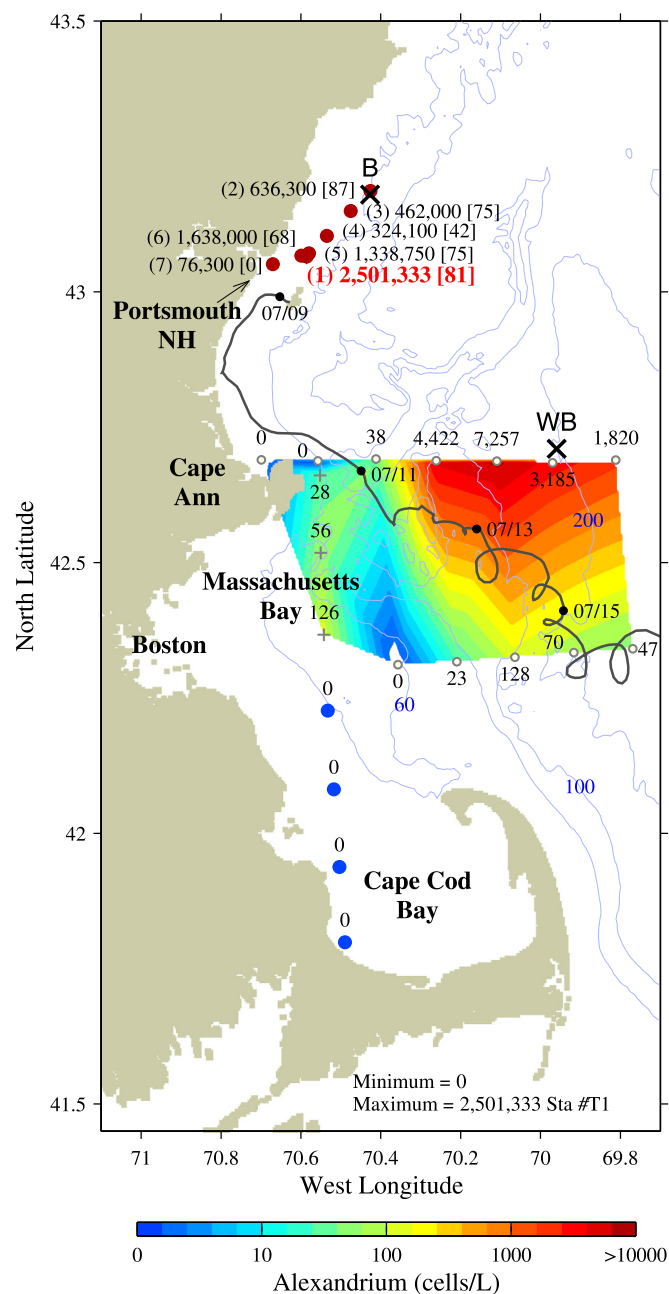 43.5
B
(2) 636,300 [87]
(3) 462,000 [75]
(4) 324,100 [42]
(6) 1,638,000 [68]
(5) 1,338,750 [75]
(7) 76,300 [0]
(1) 2,501,333 [81]
43
Portsmouth
NH
07/09
WB
0
0
38
4,422
7,257
1,820
Cape
Ann
07/11
3,185
28
200
07/13
56
42.5
Massachusetts
Bay
126
07/15
Boston
70
47
0
23
128
0
60
100
0
42
0
Cape Cod
Bay
0
Minimum = 0
Maximum = 2,501,333 Sta #T1
41.5
71
70.8
70.6
70.4
70.2
70
69.8
West Longitude
North Latitude
0
10
100
1000
>10000
Alexandrium (cells/L)